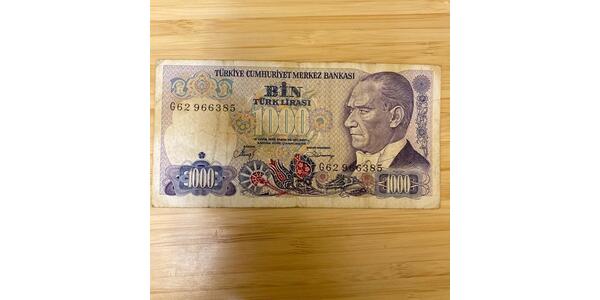 TÜRKİYE CUMHURİYET MERKEZ BANKASI
BİN
TÜRK LİRASI
G62 966385
1000
G62 966385
1000
1000